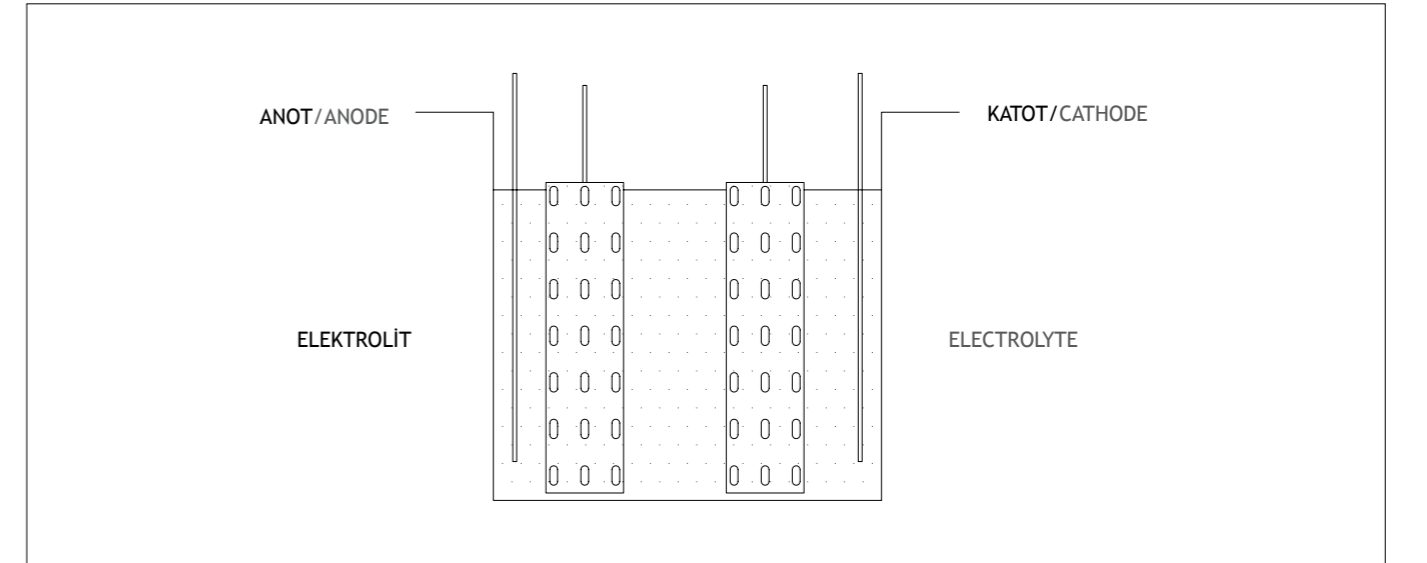 ANOT/ANODE
KATOT/CATHODE
ELEKTROLİT
ELECTROLYTE